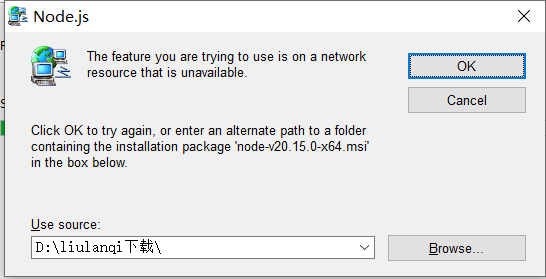 Node.js
The feature you are trying to use is on a network
resource that is unavailable.
OK
Cancel
Click OK to try again, or enter an alternate path to a folder
containing the installation package 'node-v20.15.0-x64.msi'
in the box below.
Use source:
D:\liulanqi下载\
Browse...